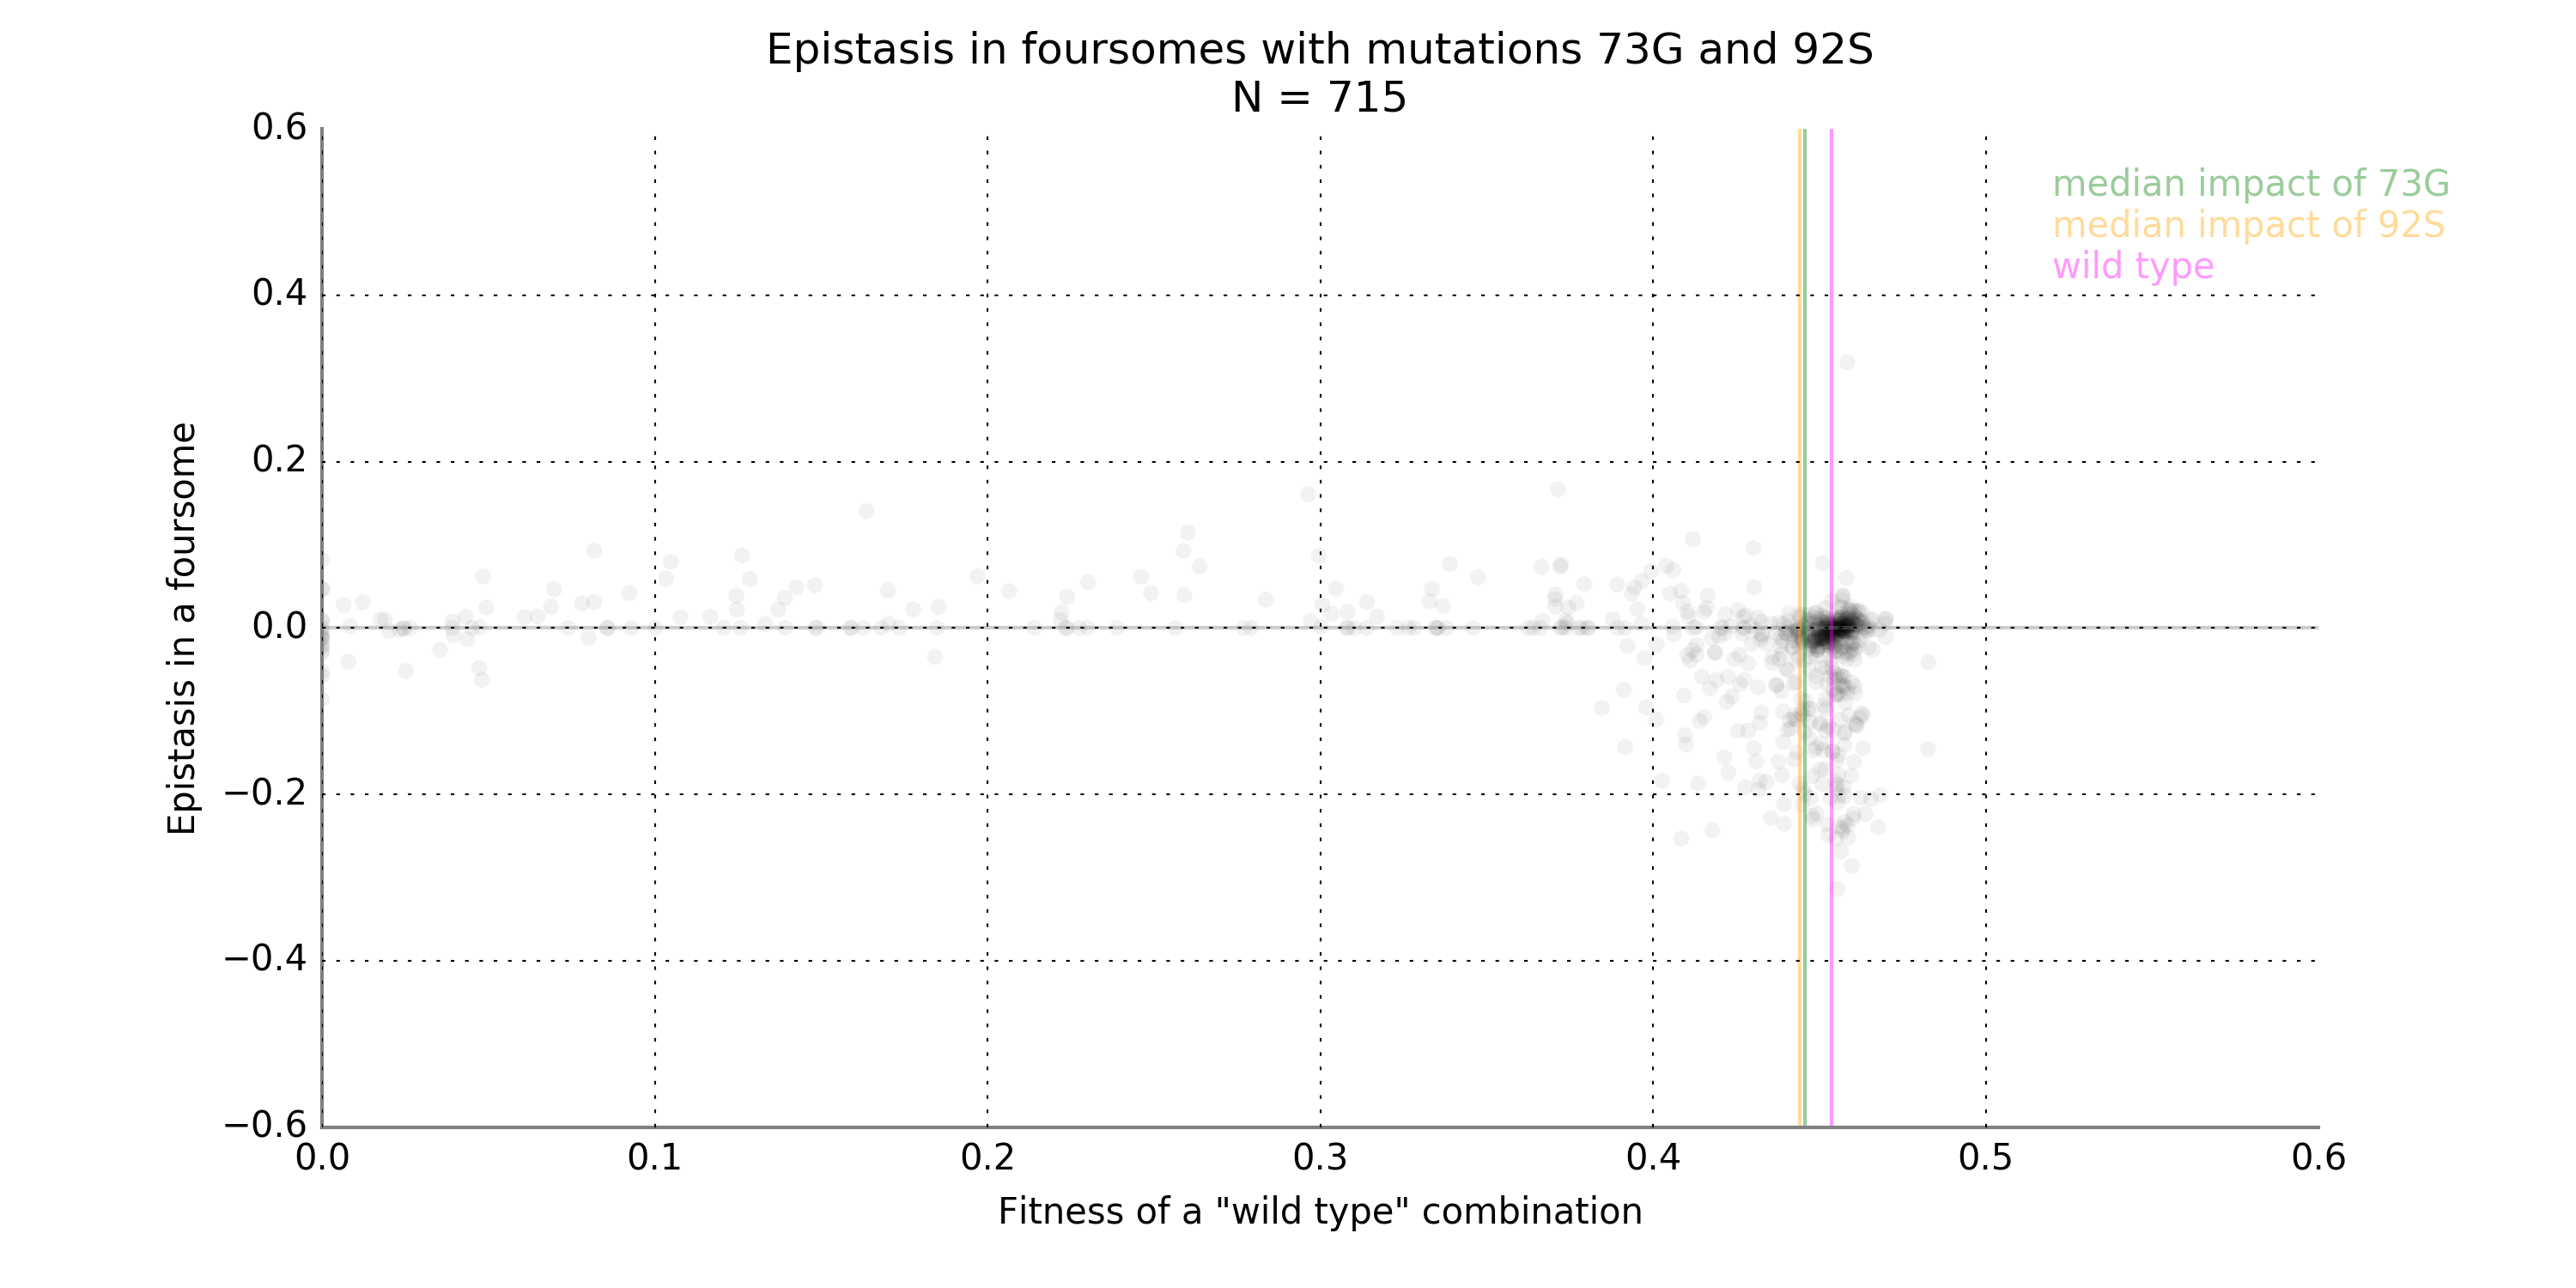 Epistasis in foursomes with mutations 73G and 92S
N = 715
0.6
0.4
0.2
0.0
−0.2
−0.4
−0.6
Epistasis in a foursome
median impact of 73G
median impact of 92S
wild type
0.0 0.1 0.2 0.3 0.4 0.5 0.6
Fitness of a "wild type" combination